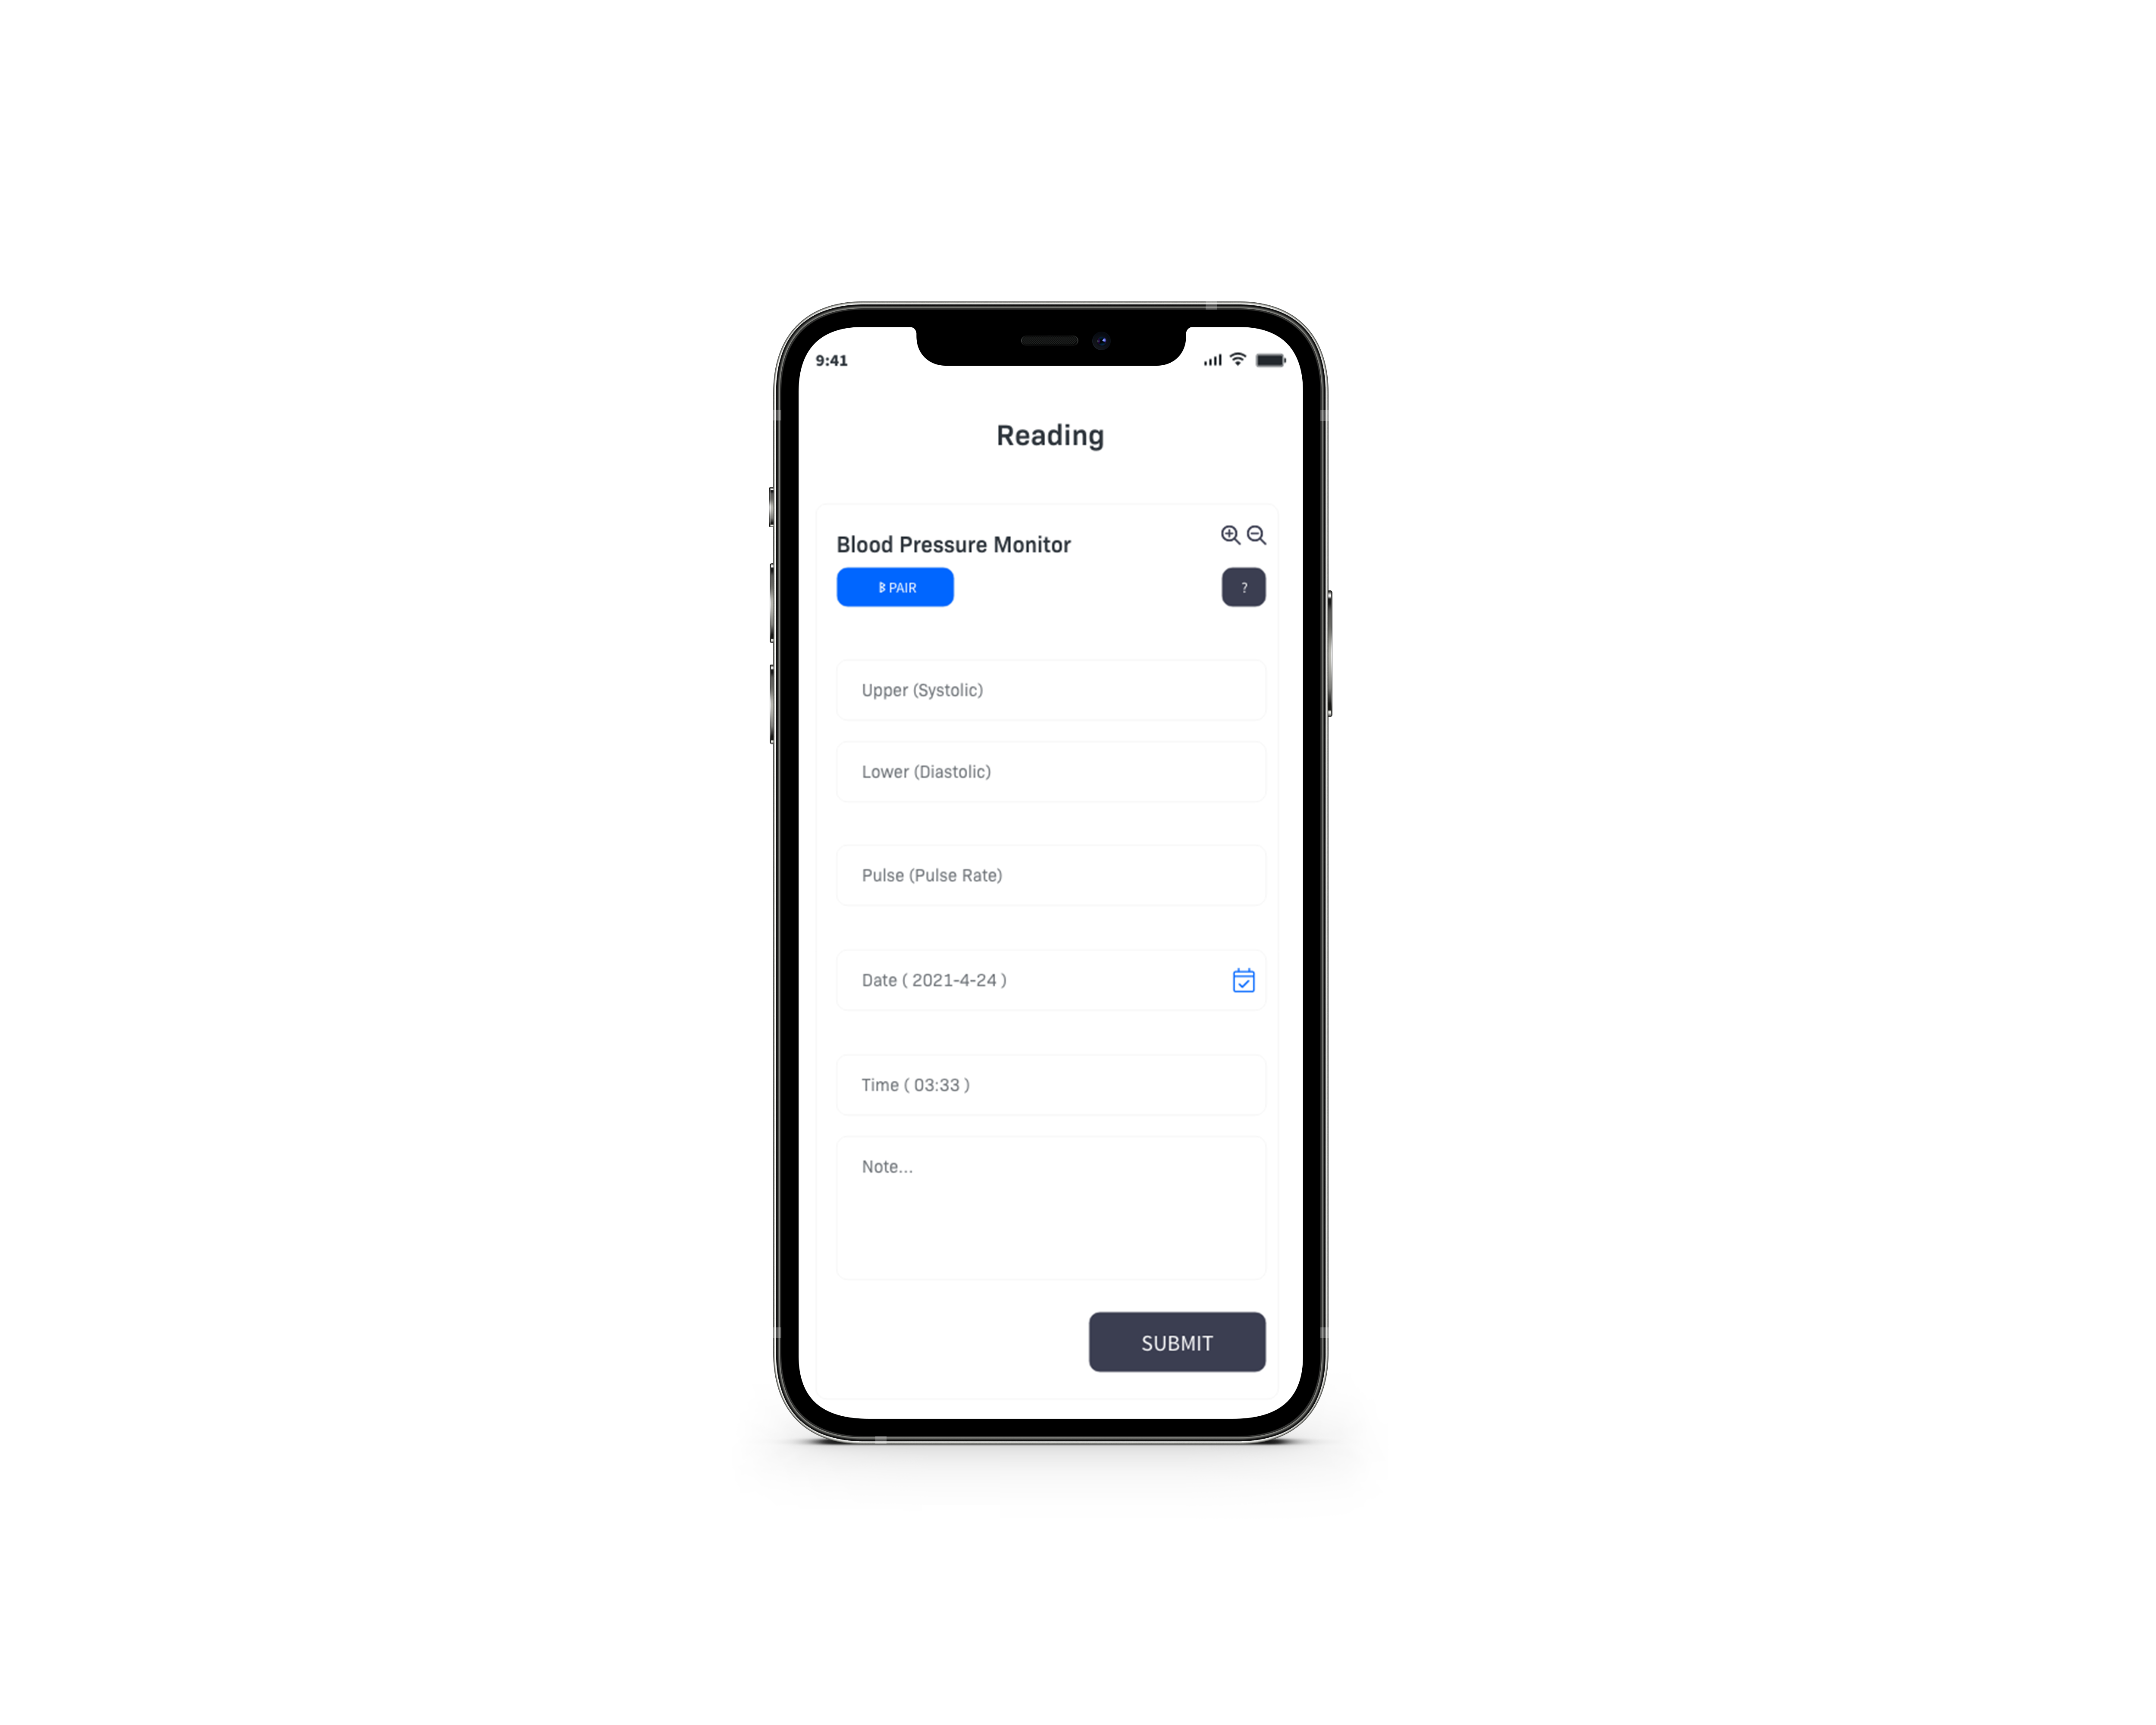 9:41
Reading
Blood Pressure Monitor
PAIR
?
Upper (Systolic)
Lower (Diastolic)
Pulse (Pulse Rate)
Date ( 2021-4-24 )
Time ( 03:33 )
Note...
SUBMIT